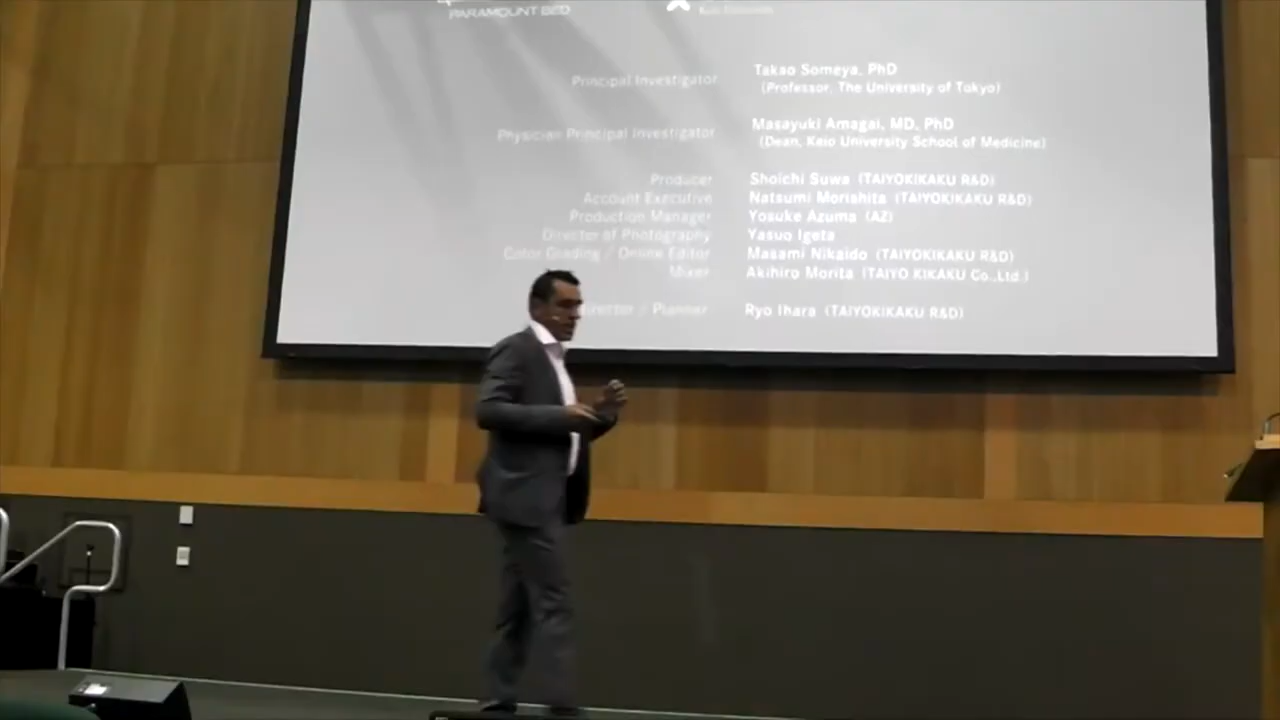 PARAMOUNT BED
Principal Investigator Takao Someya, PhD
(Professor, The University of Tokyo)
Physician Principal Investigator Masayuki Amagai, MD, PhD
(Dean, Keio University School of Medicine)
Producer Shoichi Suwa (TAIYOKIKAKU R&D)
Account Executive Natsumi Morishita (TAIYOKIKAKU R&D)
Production Manager Yosuke Azuma (AZ)
Director of Photography Yasuo Igeta
Color Grading / Online Editor Masami Nikaido (TAIYOKIKAKU R&D)
Mixer Akihiro Morita (TAIYO KIKAKU Co.,Ltd.)
Director / Planner Ryo Ihara (TAIYOKIKAKU R&D)